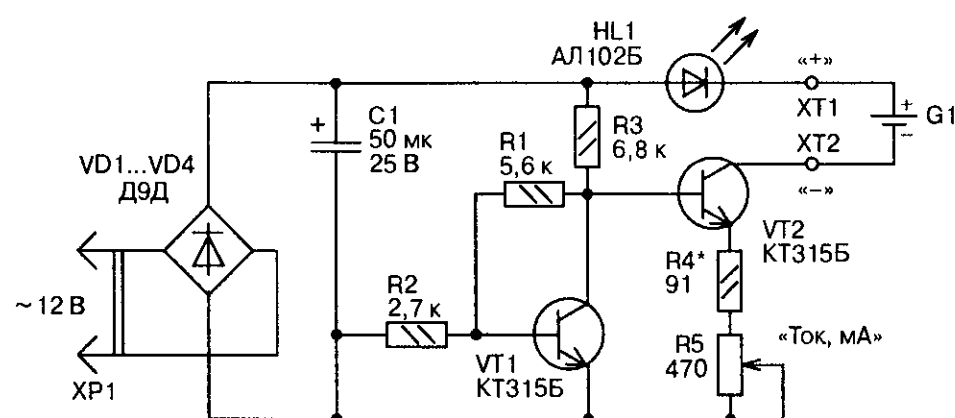 HL1
АЛ102Б
«+»
XT1
G1
+
−
XT2
«−»
+
C1
50 мк
25 В
R1
5,6 к
R3
6,8 к
VD1...VD4
Д9Д
VT2
КТ315Б
R4*
91
~12 В
R2
2,7 к
«Ток, мА»
R5
470
XP1
VT1
КТ315Б